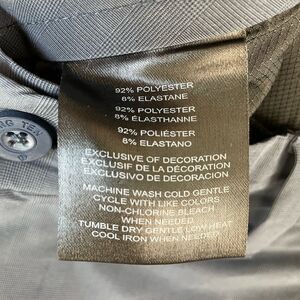 92% POLYESTER
8% ELASTANE
92% POLYESTER
8% ÉLASTHANNE
92% POLIÉSTER
8% ELASTANO
EXCLUSIVE OF DECORATION
EXCLUSIF DE LA DÉCORATION
EXCLUSIVO DE DECORACION
MACHINE WASH COLD GENTLE
CYCLE WITH LIKE COLORS
NON-CHLORINE BLEACH
WHEN NEEDED
TUMBLE DRY GENTLE LOW HEAT
COOL IRON WHEN NEEDED